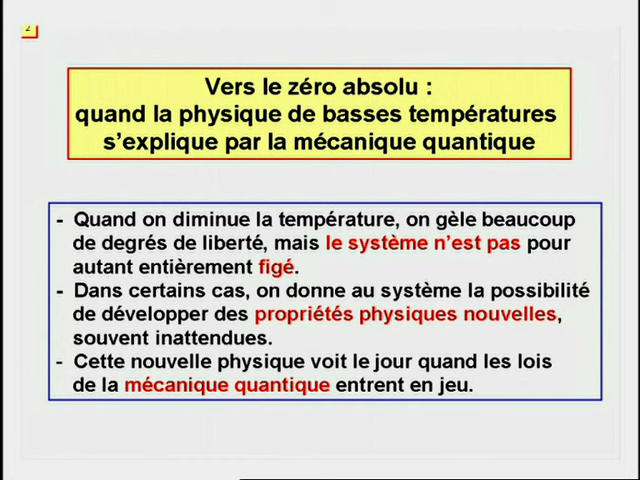 2
Vers le zéro absolu :
quand la physique de basses températures
s’explique par la mécanique quantique
- Quand on diminue la température, on gèle beaucoup
de degrés de liberté, mais le système n’est pas pour
autant entièrement figé.
- Dans certains cas, on donne au système la possibilité
de développer des propriétés physiques nouvelles,
souvent inattendues.
- Cette nouvelle physique voit le jour quand les lois
de la mécanique quantique entrent en jeu.